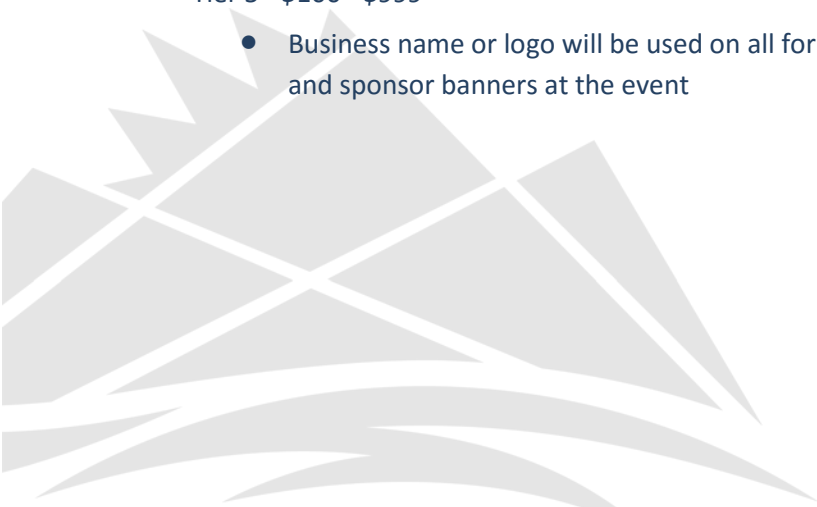 Business name or logo will be used on all for
and sponsor banners at the event